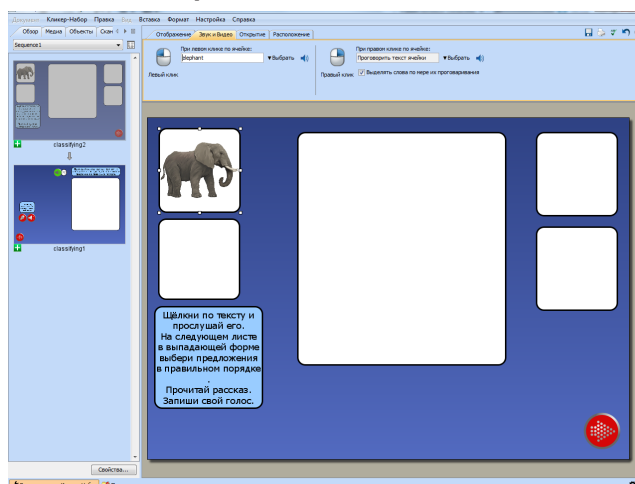 Документ Кликер-Набор Правка Вид Вставка Формат Настройка Справка
Обзор Медиа Объекты Скан
Отображение Звук и Видео Открытие Расположение
Sequence1
При левом клике по ячейке:
elephant
Выбрать
Левый клик
При правом клике по ячейке:
Проговорить текст ячейки
Выбрать
Правый клик
Выделять слова по мере их проговаривания
classifying2
classifying1
Щёлкни по тексту и
прослушай его.
На следующем листе
в выпадающей форме
выбери предложения
в правильном порядке
.
Прочитай рассказ.
Запиши свой голос.
Свойства...